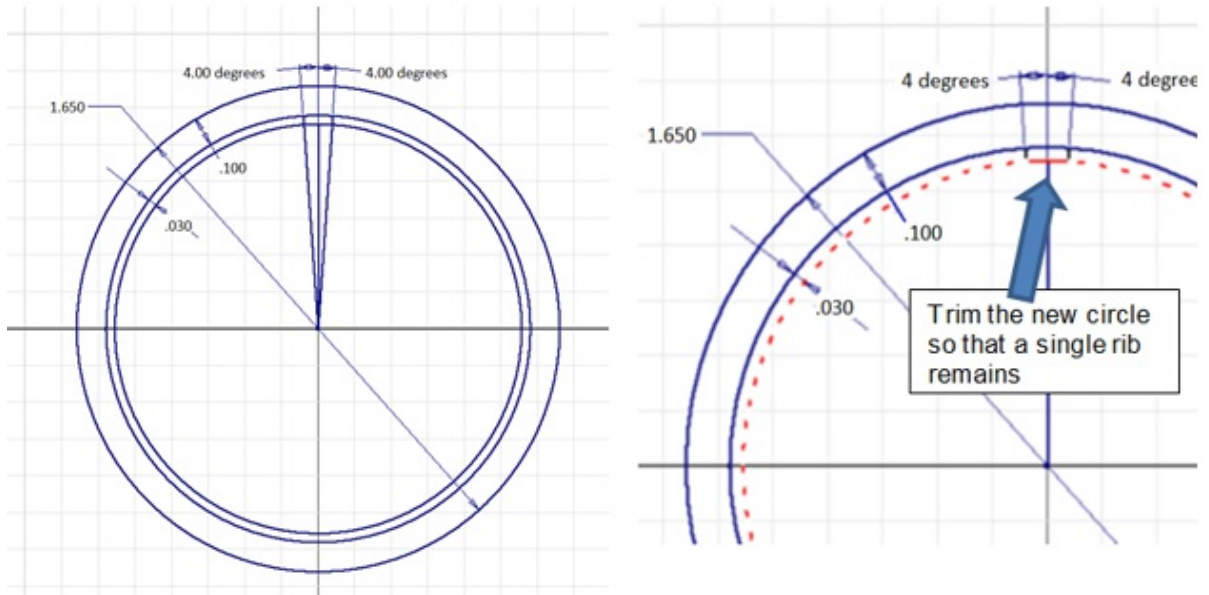 4.00 degrees
4.00 degrees
1.650
.100
.030
4 degrees
4 degree
1.650
.100
.030
Trim the new circle
so that a single rib
remains